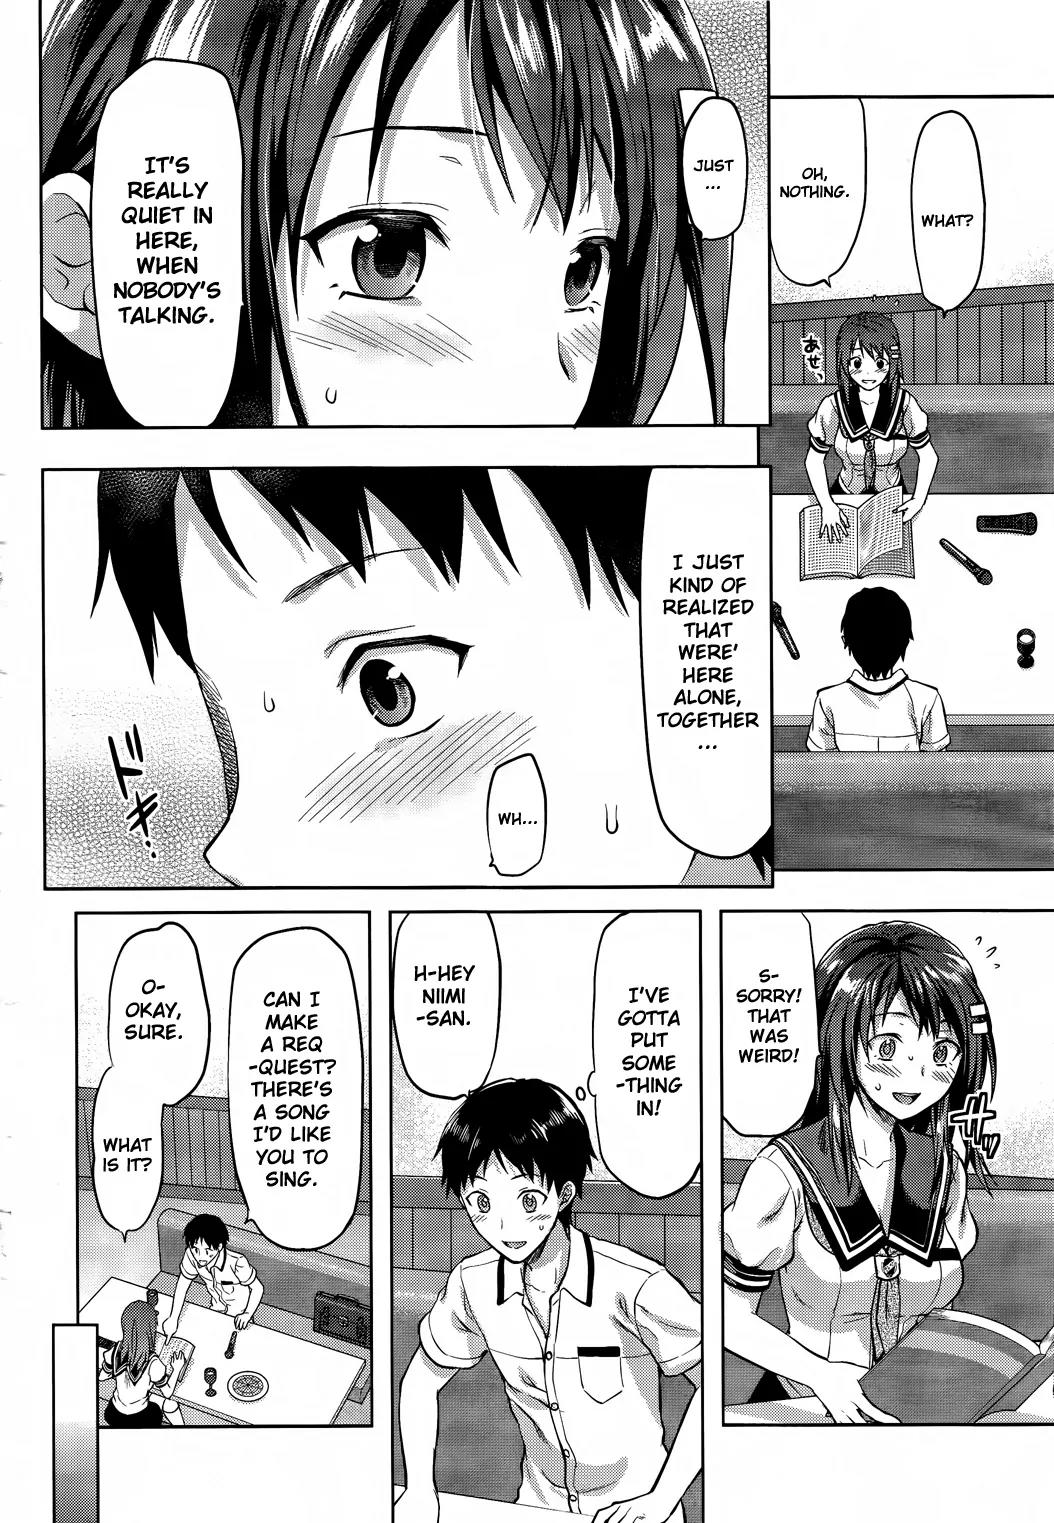 WHAT?
OH,
NOTHING.
あせっ
JUST
...
IT'S
REALLY
QUIET IN
HERE,
WHEN
NOBODY'S
TALKING.
I JUST
KIND OF
REALIZED
THAT
WERE'
HERE
ALONE,
TOGETHER
...
WH...
ドキ
S-
SORRY!
THAT
WAS
WEIRD!
I'VE
GOTTA
PUT
SOME
-THING
IN!
H-HEY
NIIMI
-SAN.
CAN I
MAKE
A REQ
-QUEST?
THERE'S
A SONG
I'D LIKE
YOU TO
SING.
O-
OKAY,
SURE.
WHAT
IS IT?